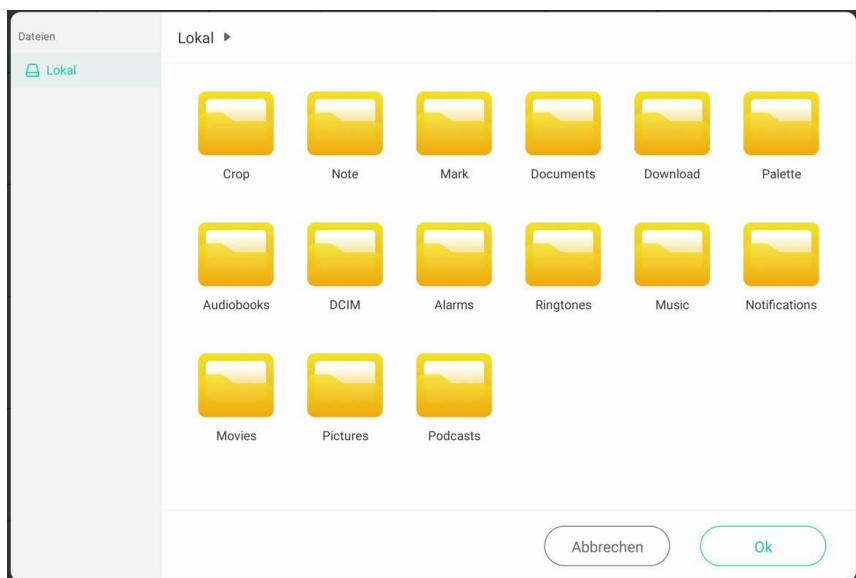 Dateien
Lokal
Lokal
Crop Note Mark Documents Download Palette
Audiobooks DCIM Alarms Ringtones Music Notifications
Movies Pictures Podcasts
Abbrechen Ok